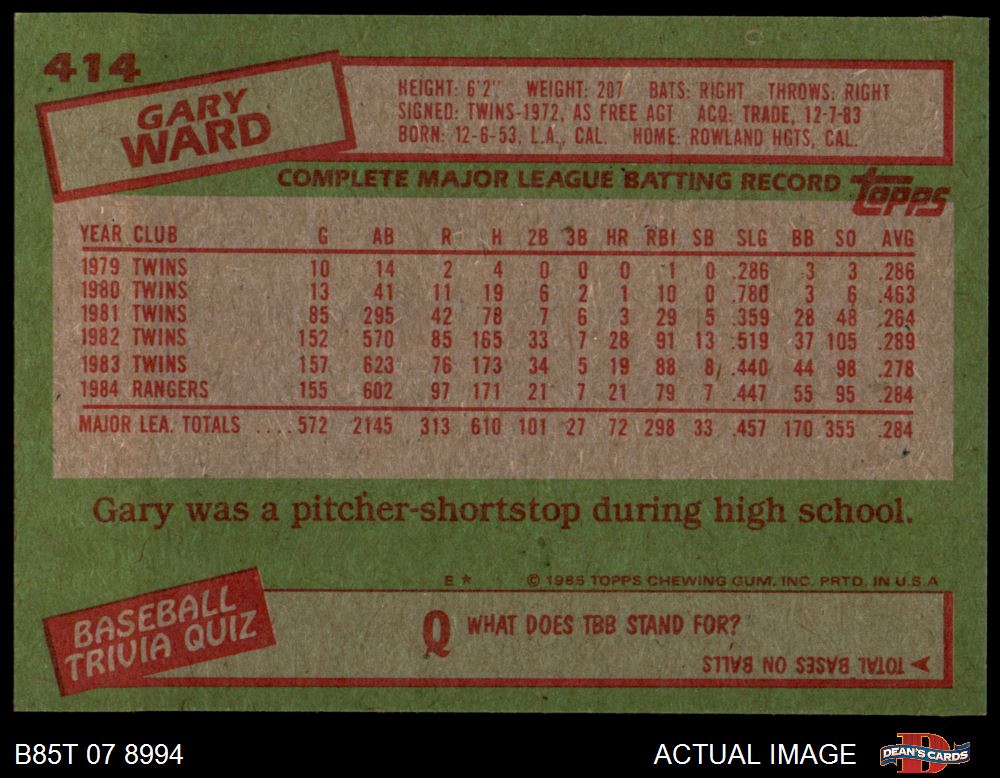 414
GARY
WARD
HEIGHT: 6'2" WEIGHT: 207 BATS: RIGHT THROWS: RIGHT
SIGNED: TWINS-1972, AS FREE AGT ACQ: TRADE, 12-7-83
BORN: 12-6-53, L.A., CAL. HOME: ROWLAND HGTS, CAL.
COMPLETE MAJOR LEAGUE BATTING RECORD topps
YEAR CLUB G AB R H 2B 3B HR RBI SB SLG BB SO AVG
1979 TWINS 10 14 2 4 0 0 0 1 0 .286 3 3 .286
1980 TWINS 13 41 11 19 6 2 1 10 0 .780 3 6 .463
1981 TWINS 85 295 42 78 7 6 3 29 5 .359 28 48 .264
1982 TWINS 152 570 85 165 33 7 28 91 13 .519 37 105 .289
1983 TWINS 157 623 76 173 34 5 19 88 8 .440 44 98 .278
1984 RANGERS 155 602 97 171 21 7 21 79 7 .447 55 95 .284
MAJOR LEA. TOTALS ....572 2145 313 610 101 27 72 298 33 .457 170 355 .284
Gary was a pitcher-shortstop during high school.
E * © 1985 TOPPS CHEWING GUM, INC. PRTD. IN U.S.A
BASEBALL
TRIVIA QUIZ
Q WHAT DOES TBB STAND FOR?
TOTAL BASES ON BALLS
B85T 07 8994
ACTUAL IMAGE
D
DEAN'S CARDS